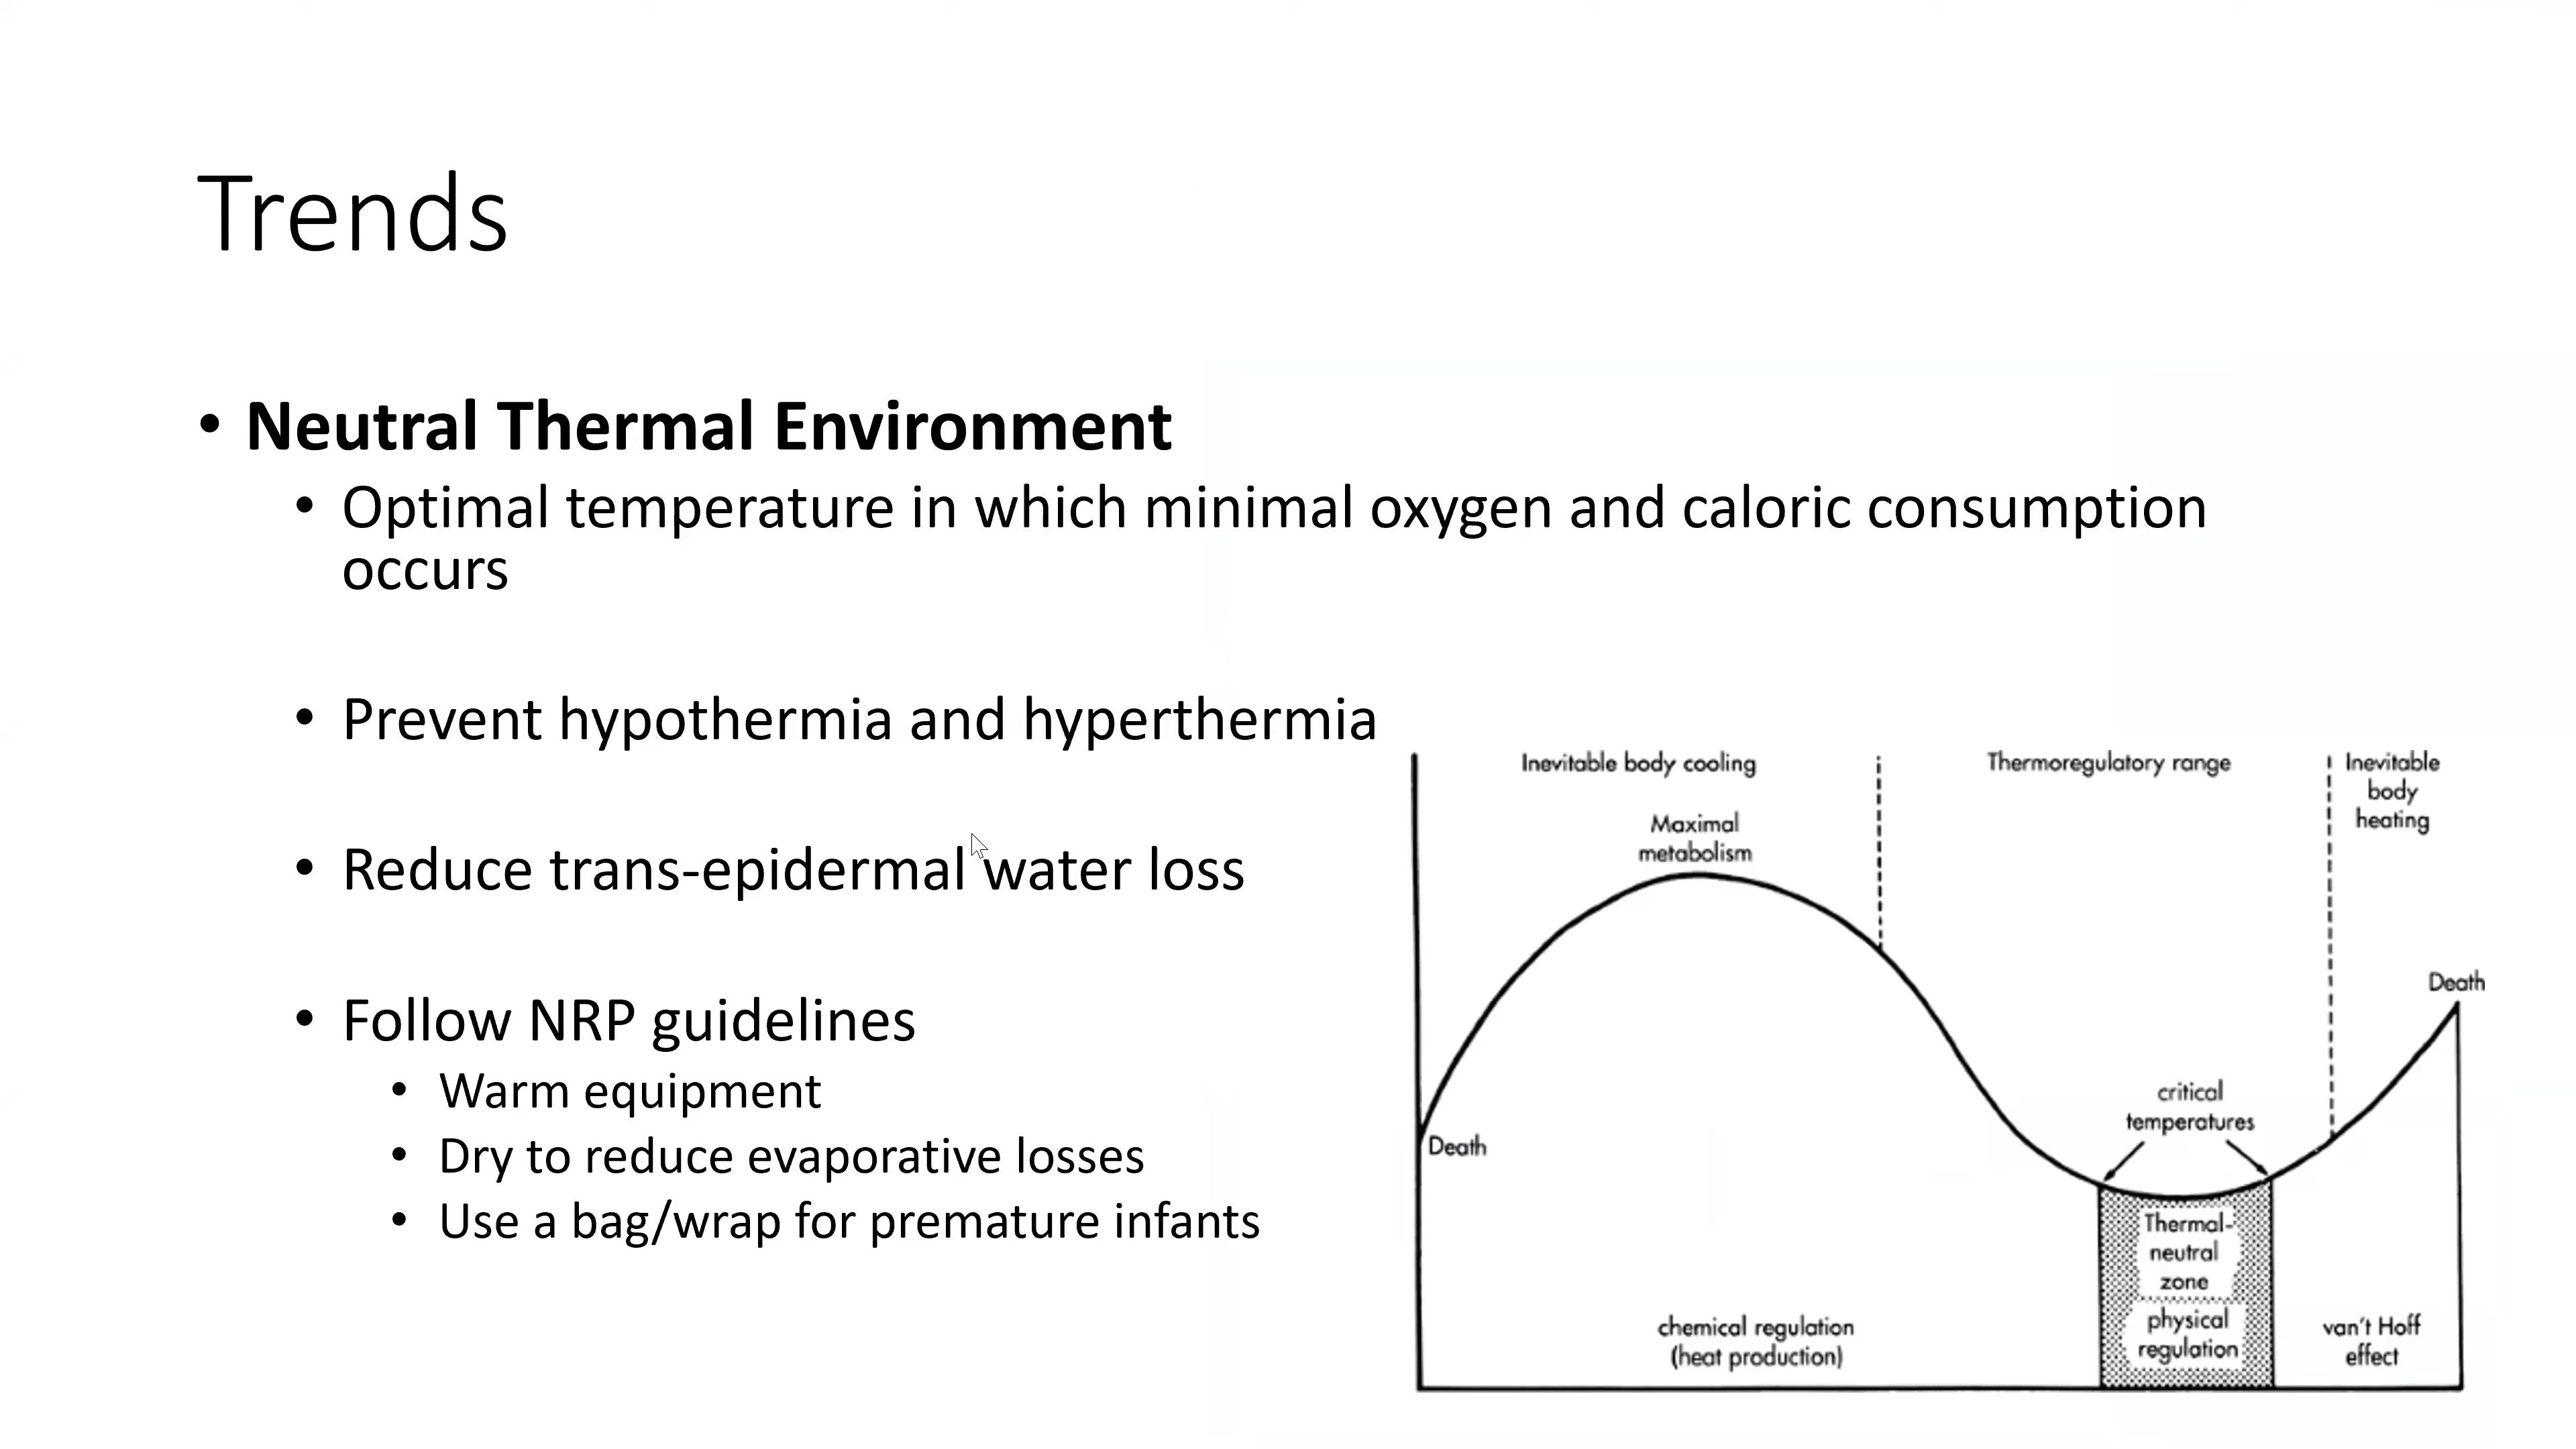 Trends
• Neutral Thermal Environment
• Optimal temperature in which minimal oxygen and caloric consumption
occurs
• Prevent hypothermia and hyperthermia
• Reduce trans-epidermal water loss
• Follow NRP guidelines
• Warm equipment
• Dry to reduce evaporative losses
• Use a bag/wrap for premature infants
Inevitable body cooling
Thermoregulatory range
Inevitable
body
heating
Maximal
metabolism
Death
Death
critical
temperatures
Thermal-
neutral
zone
physical
regulation
chemical regulation
(heat production)
van't Hoff
effect